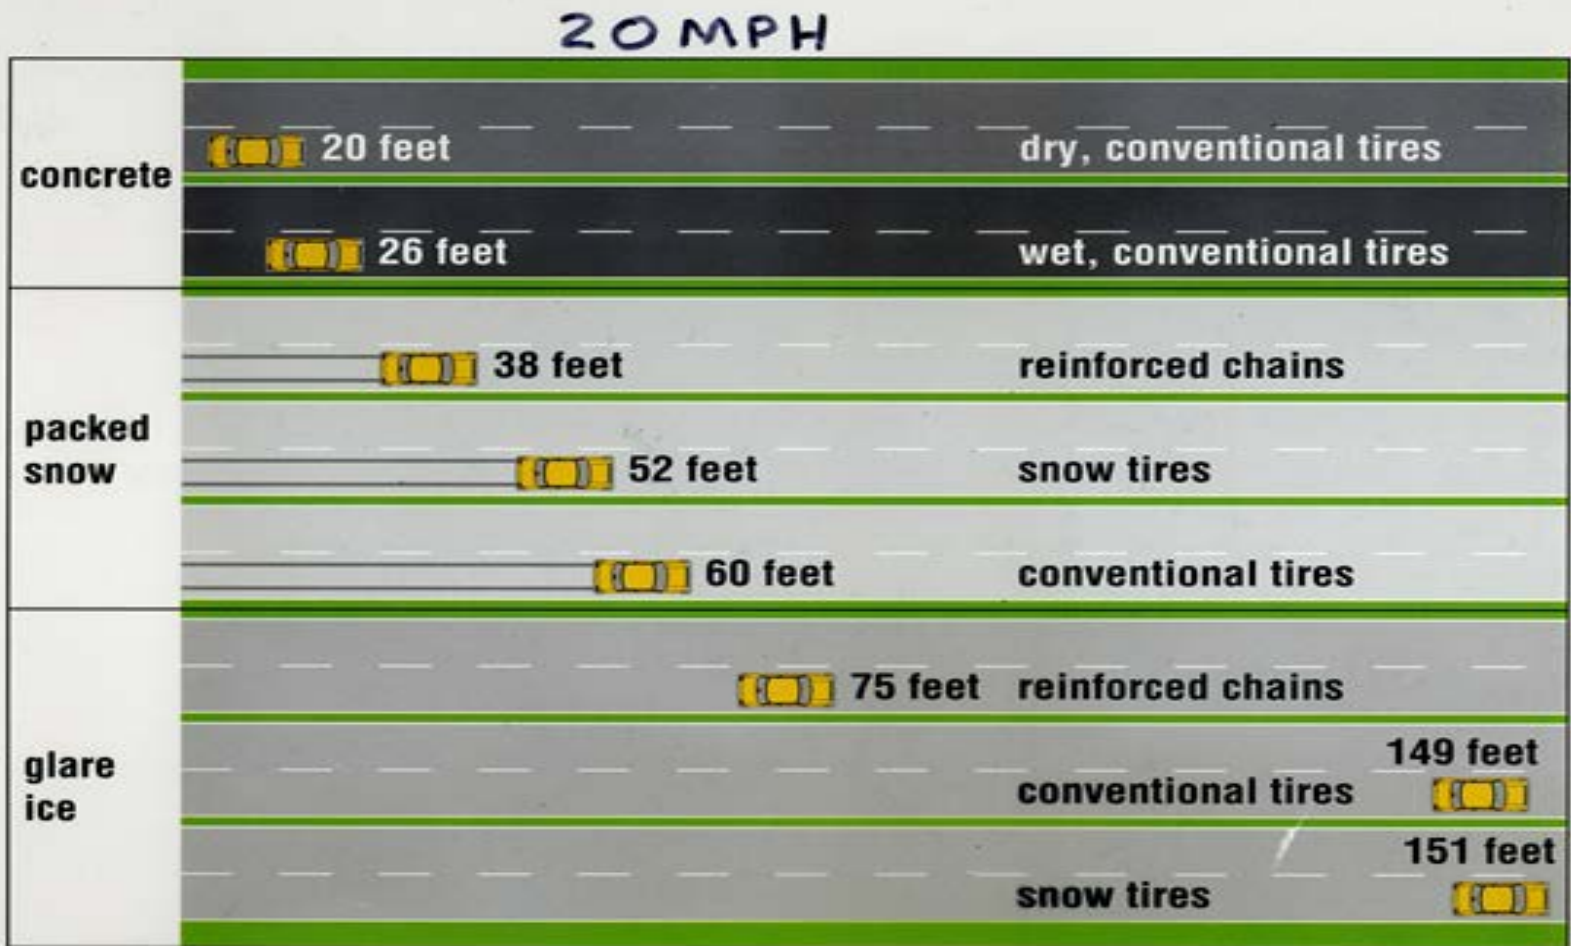 20 MPH
concrete
20 feet
dry, conventional tires
26 feet
wet, conventional tires
packed
snow
38 feet
reinforced chains
52 feet
snow tires
60 feet
conventional tires
glare
ice
75 feet
reinforced chains
149 feet
conventional tires
151 feet
snow tires